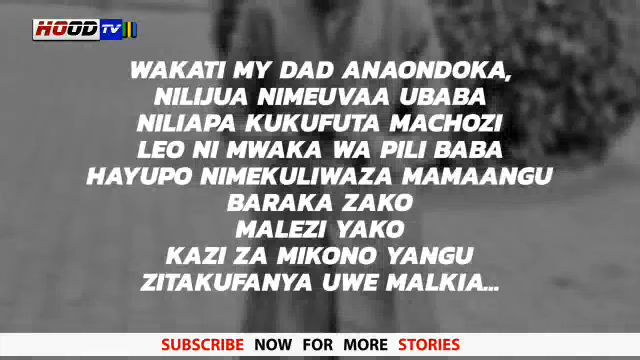 HOOD TV
WAKATI MY DAD ANAONDOKA,
NILIJUA NIMEUVAA UBABA
NILIAPA KUKUFUTA MACHOZI
LEO NI MWAKA WA PILI BABA
HAYUPO NIMEKULIWAZA MAMAANGU
BARAKA ZAKO
MALEZI YAKO
KAZI ZA MIKONO YANGU
ZITAKUFANYA UWE MALKIA...
SUBSCRIBE NOW FOR MORE STORIES